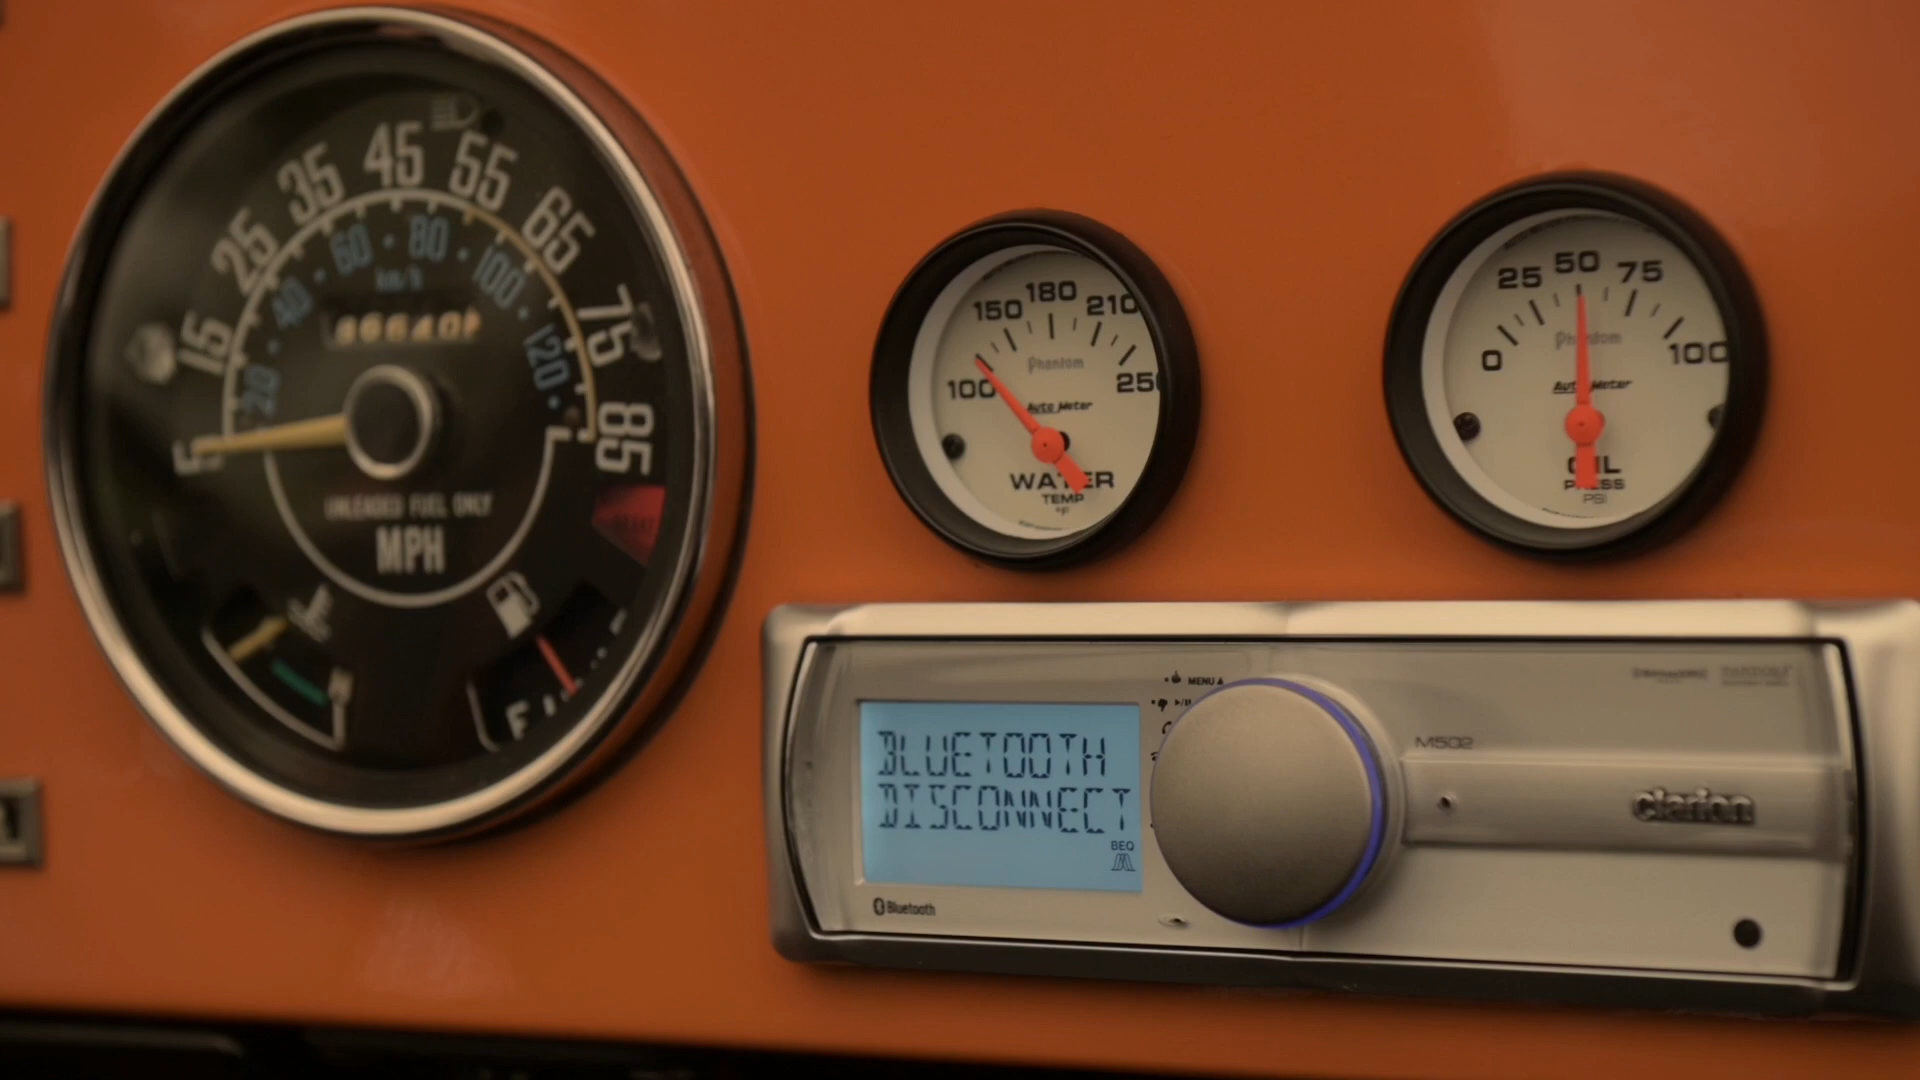 5
15
25
35
45
55
65
75
85
20
40
60
80
100
120
km/h
UNLEADED FUEL ONLY
MPH
F
100
150
180
210
250
Phantom
Auto Meter
WATER
TEMP
°F
0
25
50
75
100
Phantom
Auto Meter
OIL
PRESS
PSI
MENU
BLUETOOTH
DISCONNECT
BEQ
Bluetooth
M502
clarion